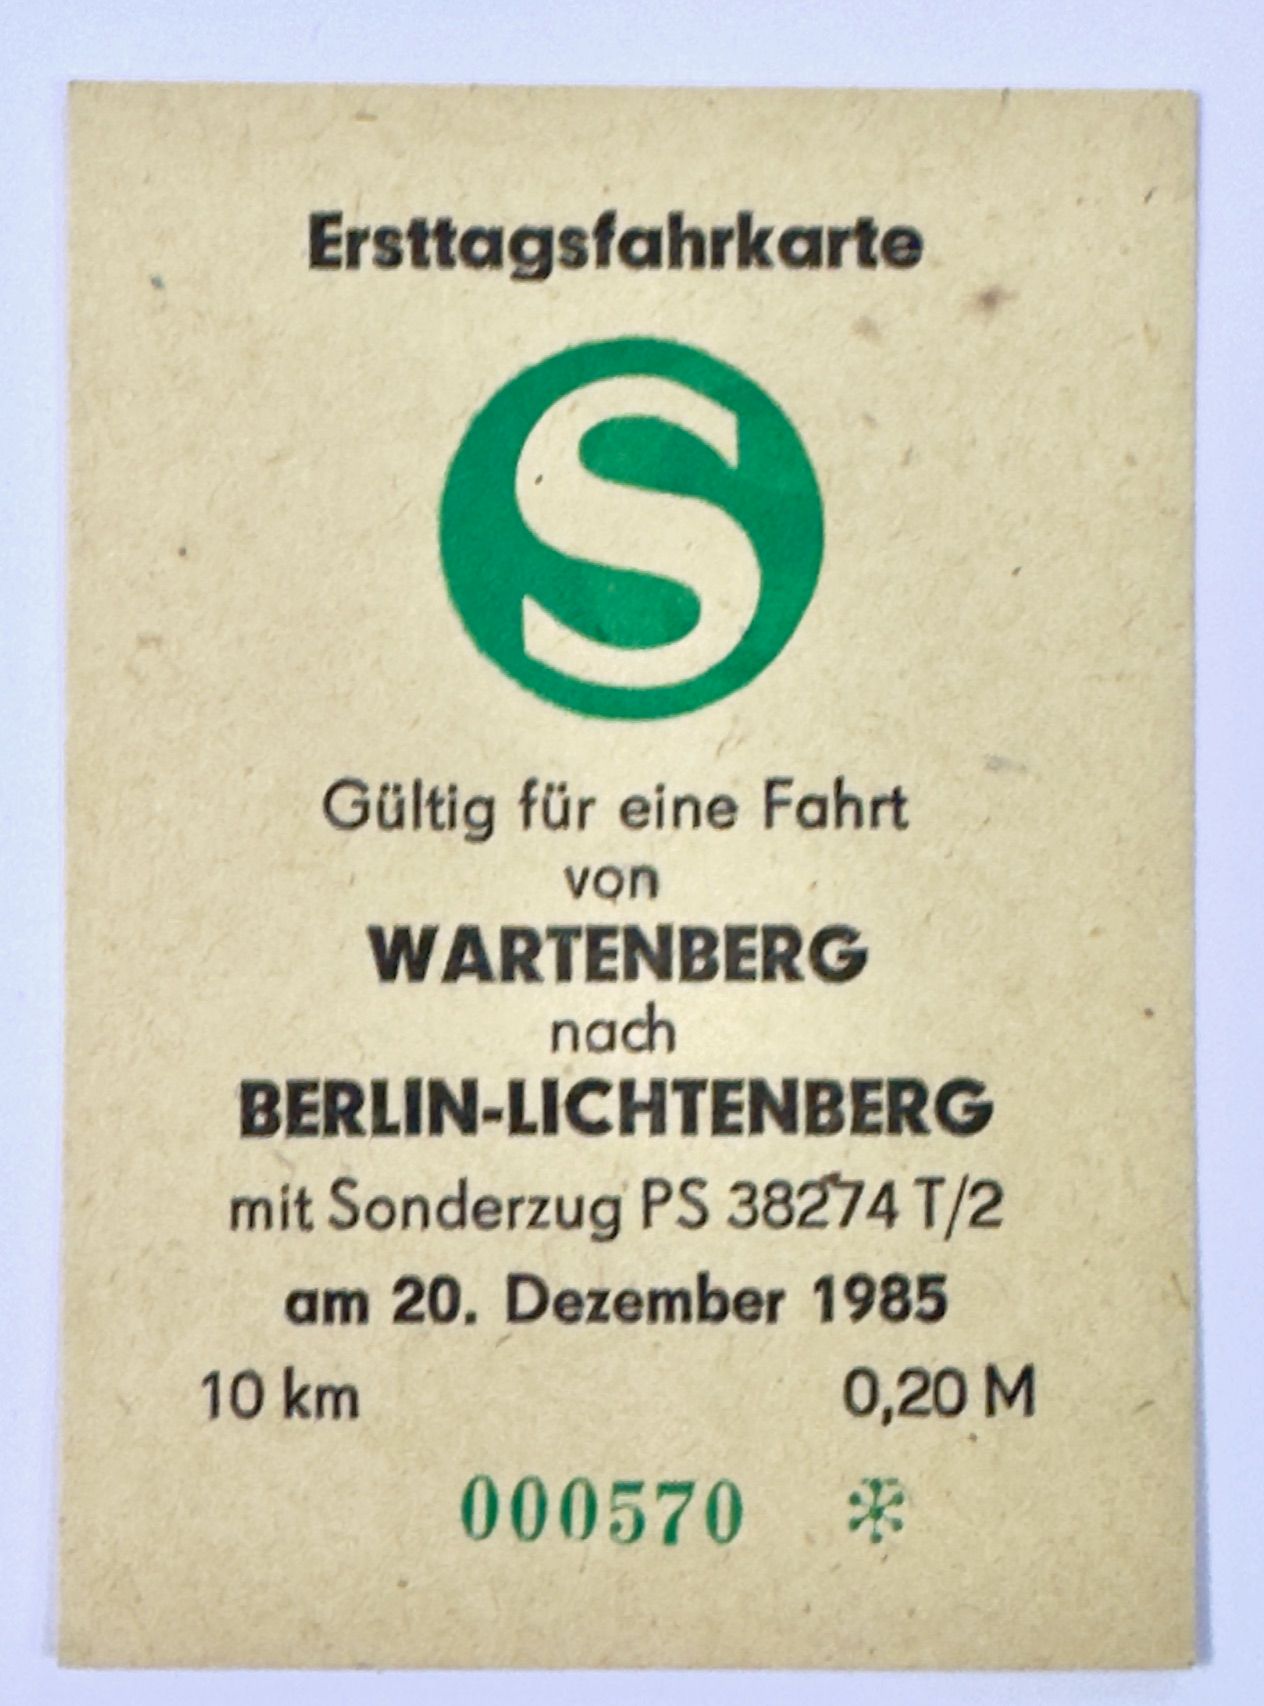 Ersttagsfahrkarte
S
Gültig für eine Fahrt
von
WARTENBERG
nach
BERLIN-LICHTENBERG
mit Sonderzug PS 38274 T/2
am 20. Dezember 1985
10 km 0,20 M
000570 *